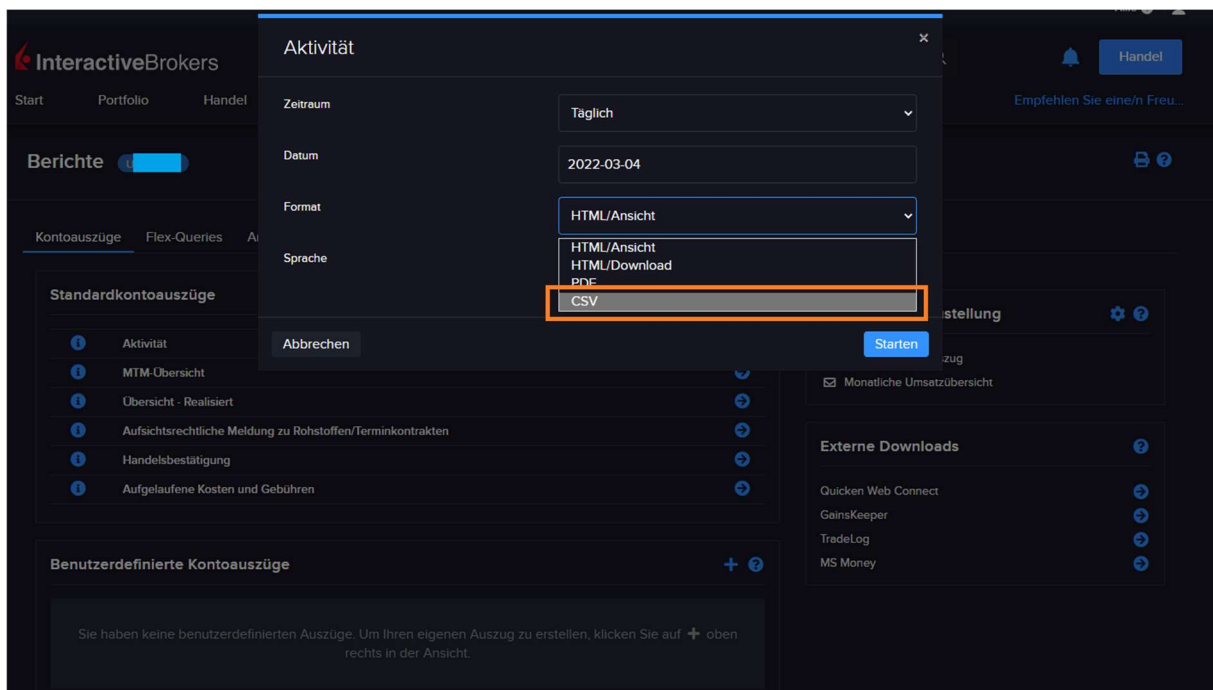 Aktivität
×
InteractiveBrokers
Handel
Start Portfolio Handel
Empfehlen Sie eine/n Freu...
Zeitraum
Täglich
Berichte
Datum
2022-03-04
Format
HTML/Ansicht
HTML/Ansicht
HTML/Download
PDF
CSV
Kontoauszüge Flex-Queries
Sprache
Abbrechen
Starten
Standardkontoauszüge
Aktivität
MTM-Übersicht
Übersicht - Realisiert
Aufsichtsrechtliche Meldung zu Rohstoffen/Terminkontrakten
Handelsbestätigung
Aufgelaufene Kosten und Gebühren
Monatliche Umsatzübersicht
Externe Downloads
Quicken Web Connect
GainsKeeper
TradeLog
MS Money
Benutzerdefinierte Kontoauszüge
Sie haben keine benutzerdefinierten Auszüge. Um Ihren eigenen Auszug zu erstellen, klicken Sie auf + oben
rechts in der Ansicht.